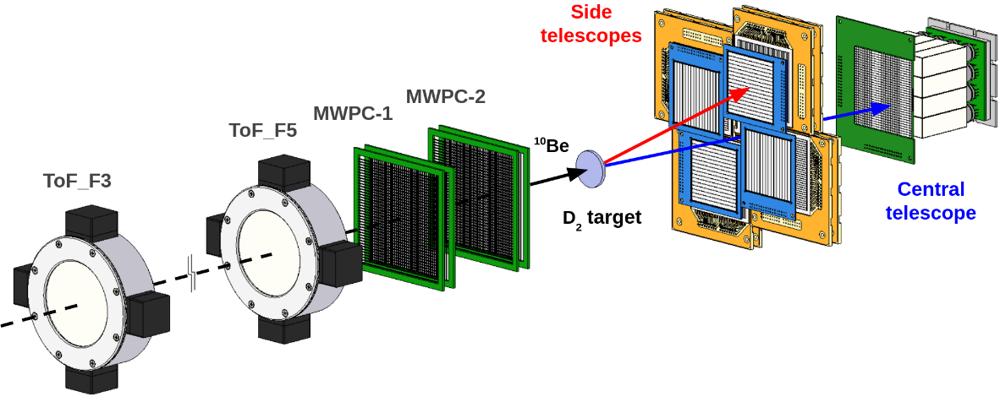 Side
telescopes
MWPC-2
MWPC-1
ToF_F5
¹⁰Be
ToF_F3
D₂ target
Central
telescope